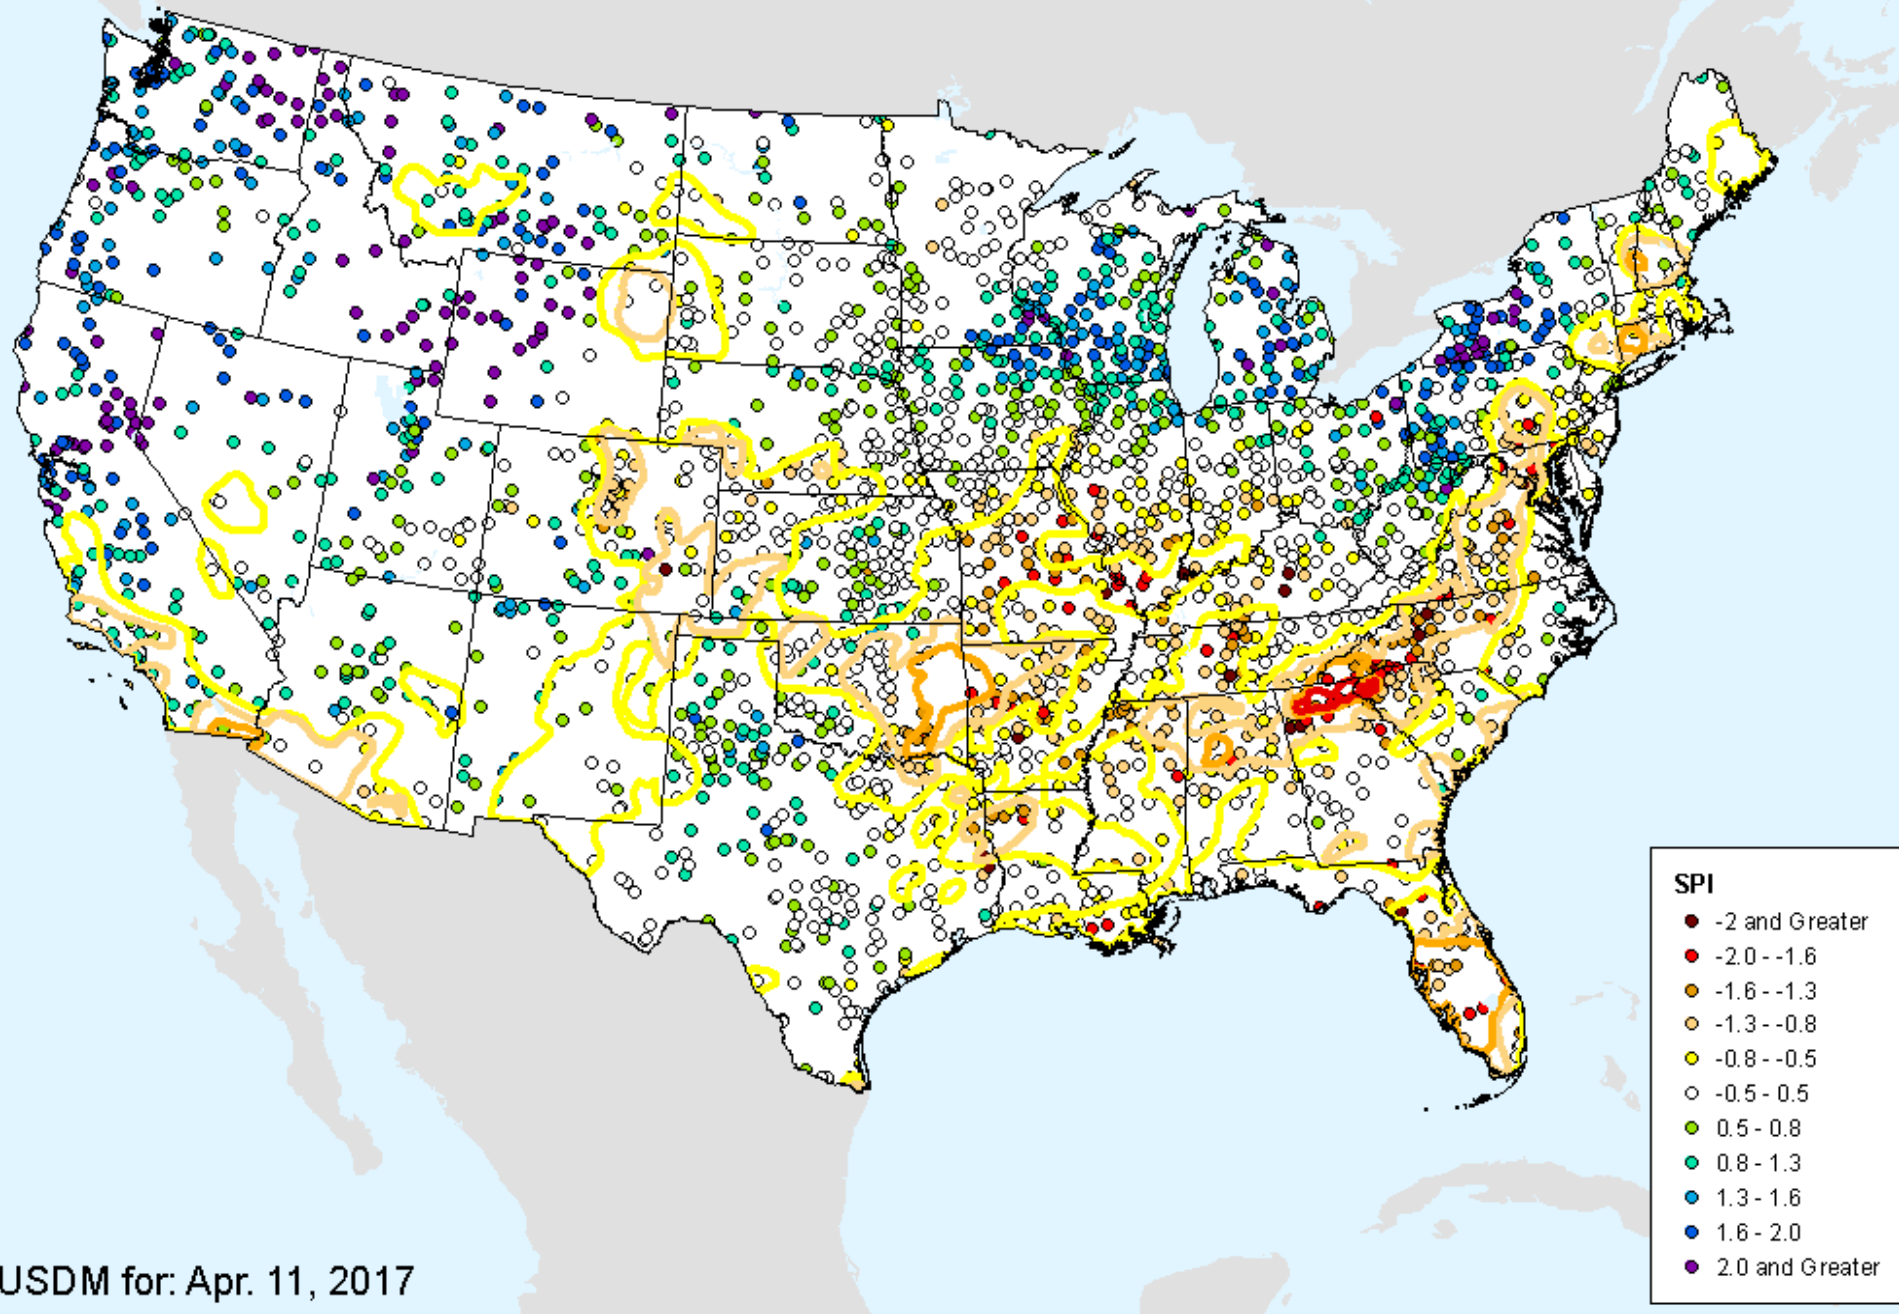 SPI
-2 and Greater
-2.0 - -1.6
-1.6 - -1.3
-1.3 - -0.8
-0.8 - -0.5
-0.5 - 0.5
0.5 - 0.8
0.8 - 1.3
1.3 - 1.6
1.6 - 2.0
2.0 and Greater
USDM for: Apr. 11, 2017